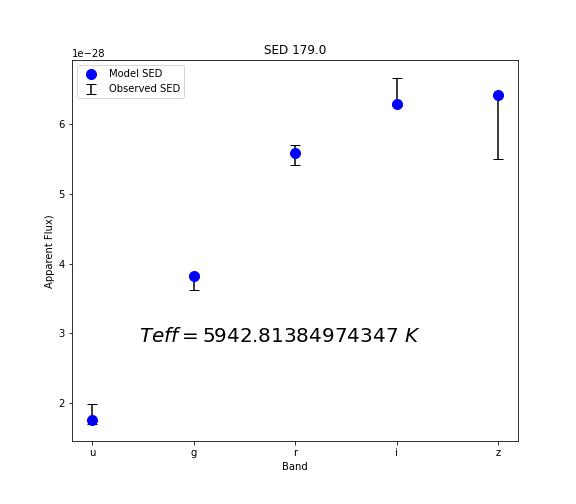 SED 179.0
1e−28
Model SED
Observed SED
6
5
4
3
2
Apparent Flux)
Teff = 5942.81384974347 K
u g r i z
Band